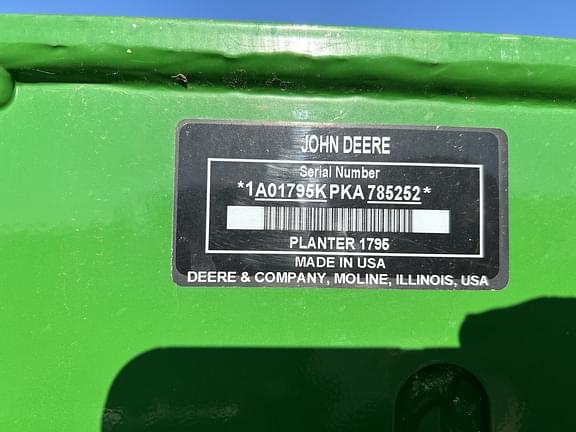 JOHN DEERE
Serial Number
*1A01795KPKA785252*
PLANTER 1795
MADE IN USA
DEERE & COMPANY, MOLINE, ILLINOIS, USA